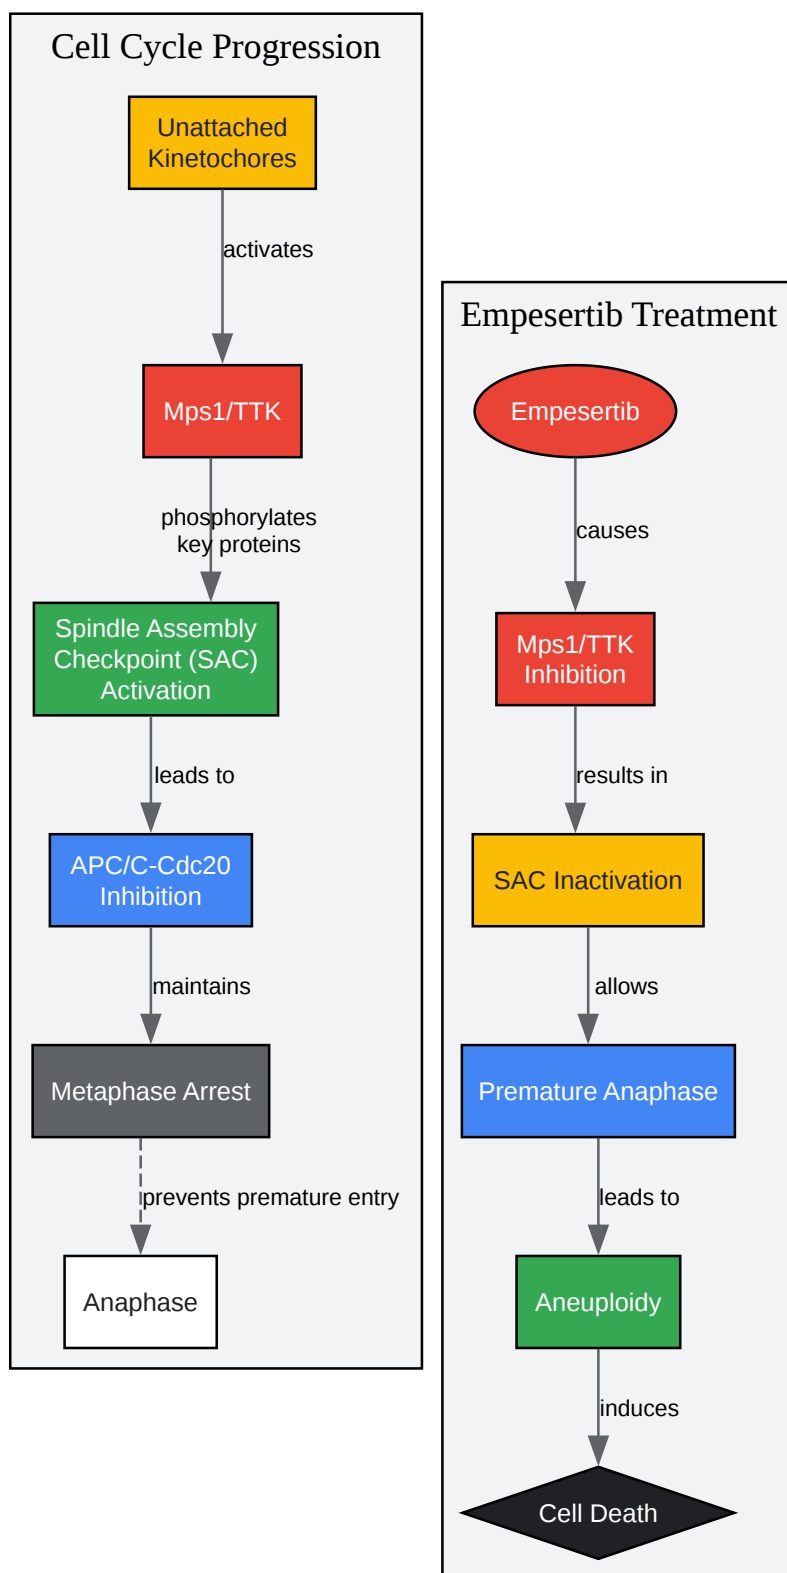 Cell Cycle Progression
Unattached
Kinetochores
activates
Mps1/TTK
phosphorylates
key proteins
Spindle Assembly
Checkpoint (SAC)
Activation
leads to
APC/C-Cdc20
Inhibition
maintains
Metaphase Arrest
prevents premature entry
Anaphase
Empesertib Treatment
Empesertib
causes
Mps1/TTK
Inhibition
results in
SAC Inactivation
allows
Premature Anaphase
leads to
Aneuploidy
induces
Cell Death